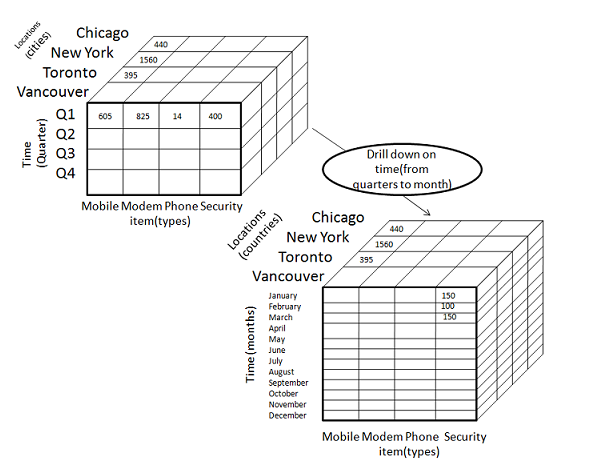 Locations
(cities)
Chicago
New York
Toronto
Vancouver
440
1560
395
Time
(Quarter)
Q1
Q2
Q3
Q4
605 825 14 400
Mobile Modem Phone Security
item(types)
Drill down on
time(from
quarters to month)
Locations
(countries)
Chicago
New York
Toronto
Vancouver
440
1560
395
Time (months)
January 150
February 100
March 150
April
May
June
July
August
September
October
November
December
Mobile Modem Phone Security
item(types)